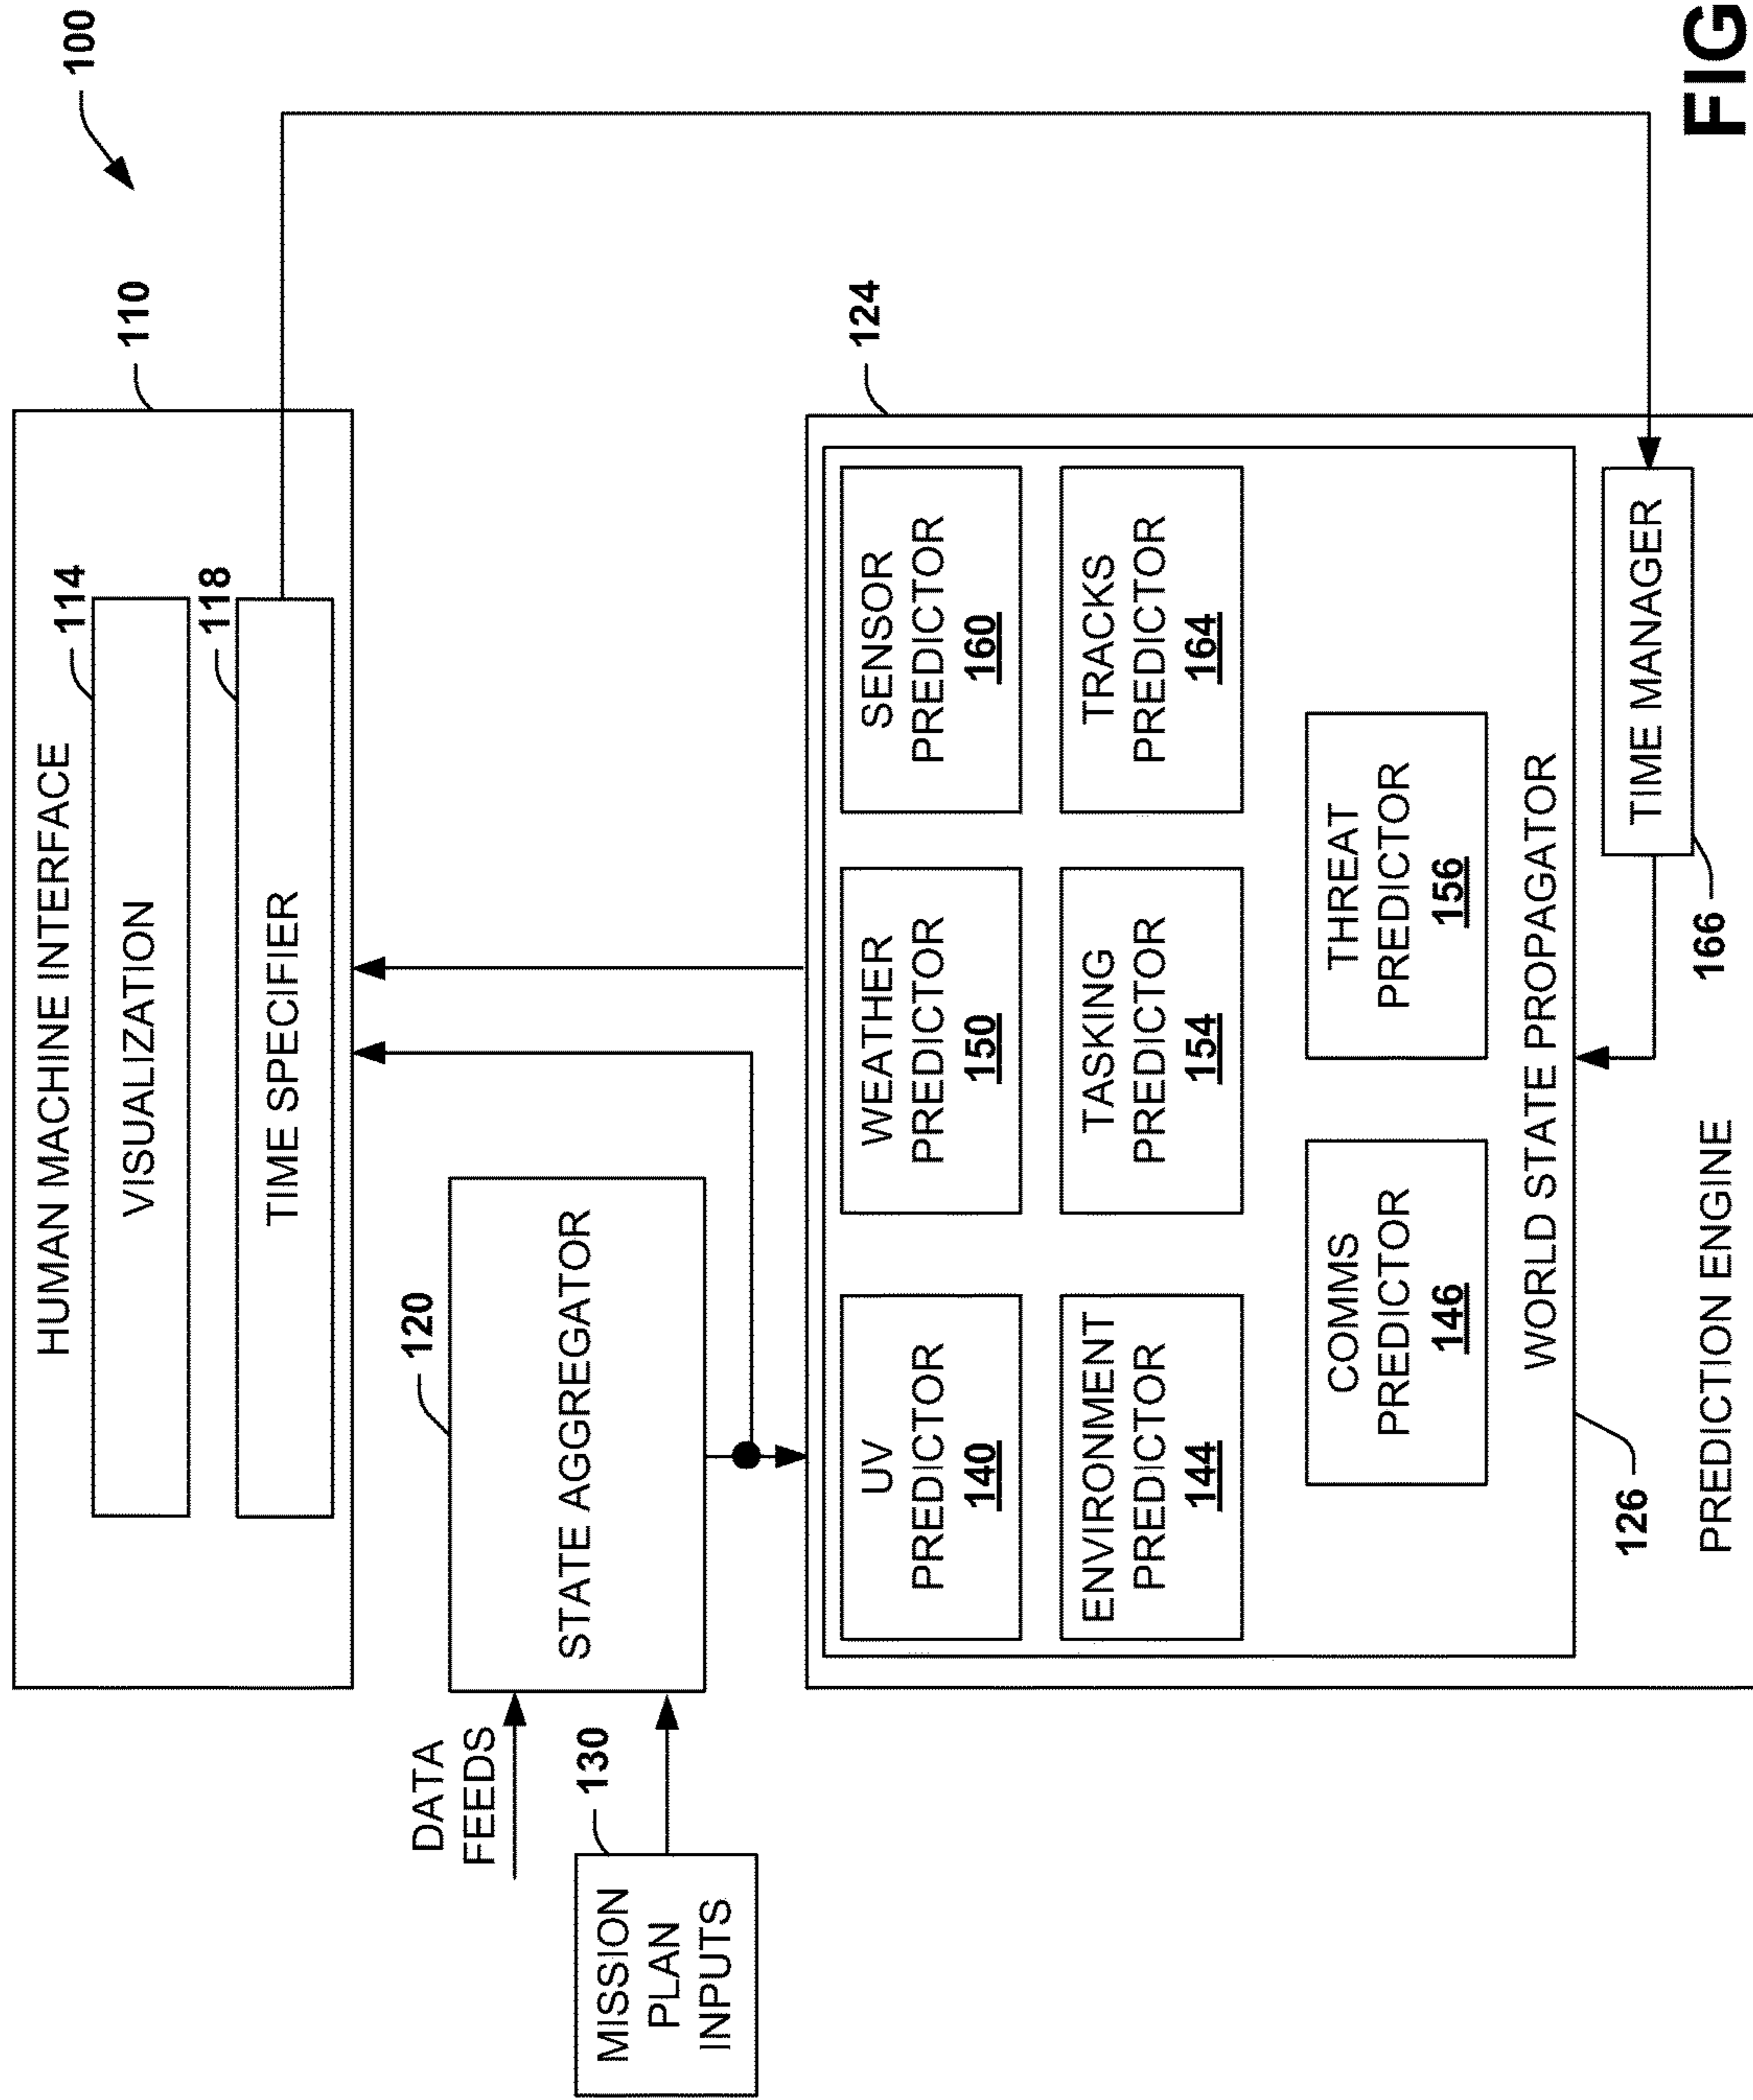 100
110
HUMAN MACHINE INTERFACE
114
VISUALIZATION
118
TIME SPECIFIER
120
STATE AGGREGATOR
DATA
FEEDS
130
MISSION
PLAN
INPUTS
124
UV
PREDICTOR
140
WEATHER
PREDICTOR
150
SENSOR
PREDICTOR
160
ENVIRONMENT
PREDICTOR
144
TASKING
PREDICTOR
154
TRACKS
PREDICTOR
164
COMMS
PREDICTOR
146
THREAT
PREDICTOR
156
WORLD STATE PROPAGATOR
126
TIME MANAGER
166
PREDICTION ENGINE
FIG